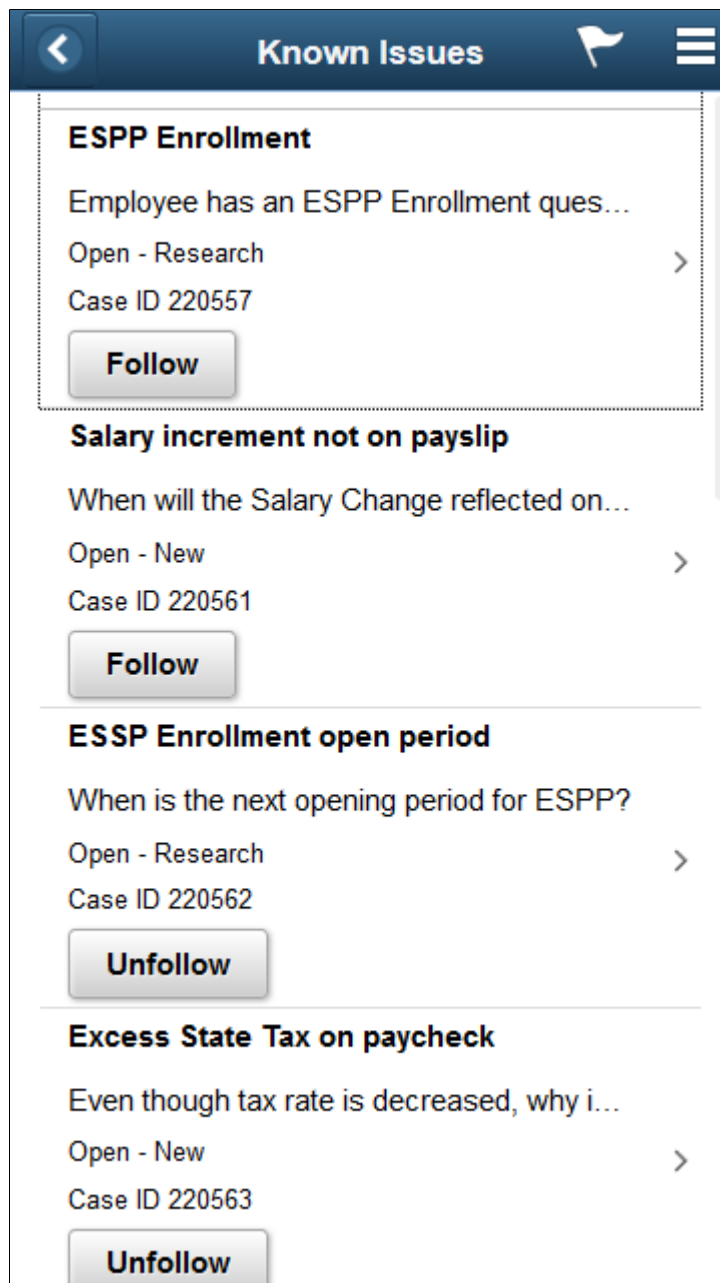 Known Issues
ESPP Enrollment
Employee has an ESPP Enrollment ques...
Open - Research
Case ID 220557
Follow
Salary increment not on payslip
When will the Salary Change reflected on...
Open - New
Case ID 220561
Follow
ESSP Enrollment open period
When is the next opening period for ESPP?
Open - Research
Case ID 220562
Unfollow
Excess State Tax on paycheck
Even though tax rate is decreased, why i...
Open - New
Case ID 220563
Unfollow